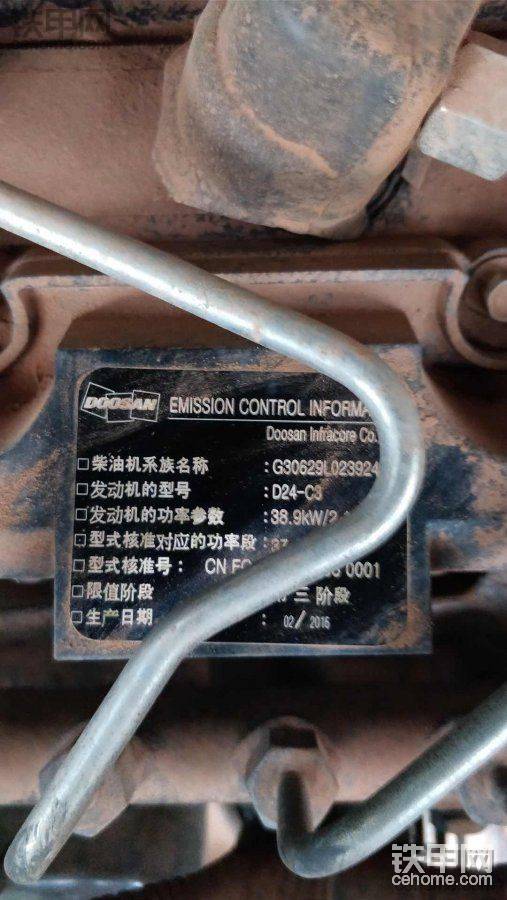 铁甲网
DOOSAN EMISSION CONTROL INFORMA
Doosan Infracore Co.
□柴油机系族名称 :G30629L023924
□发动机的型号 :D24-C3
□发动机的功率参数 :38.9kW/2
□型式核准对应的功率段 :37
□型式核准号: CN FC 0001
□限值阶段 三阶段
□生产日期 : 02/2016
铁甲网
cehome.com